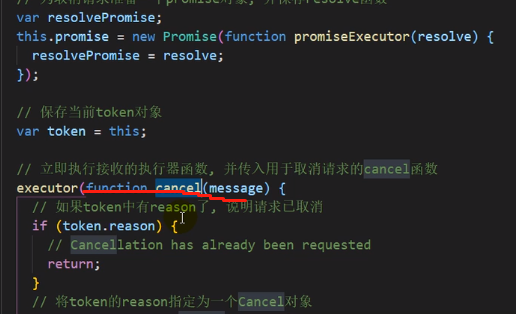 // 为取消请求准备一个promise对象, 并保存resolve函数
var resolvePromise;
this.promise = new Promise(function promiseExecutor(resolve) {
resolvePromise = resolve;
});
// 保存当前token对象
var token = this;
// 立即执行接收的执行器函数, 并传入用于取消请求的cancel函数
executor(function cancel(message) {
// 如果token中有reason了, 说明请求已取消
if (token.reason) {
// Cancellation has already been requested
return;
}
// 将token的reason指定为一个Cancel对象